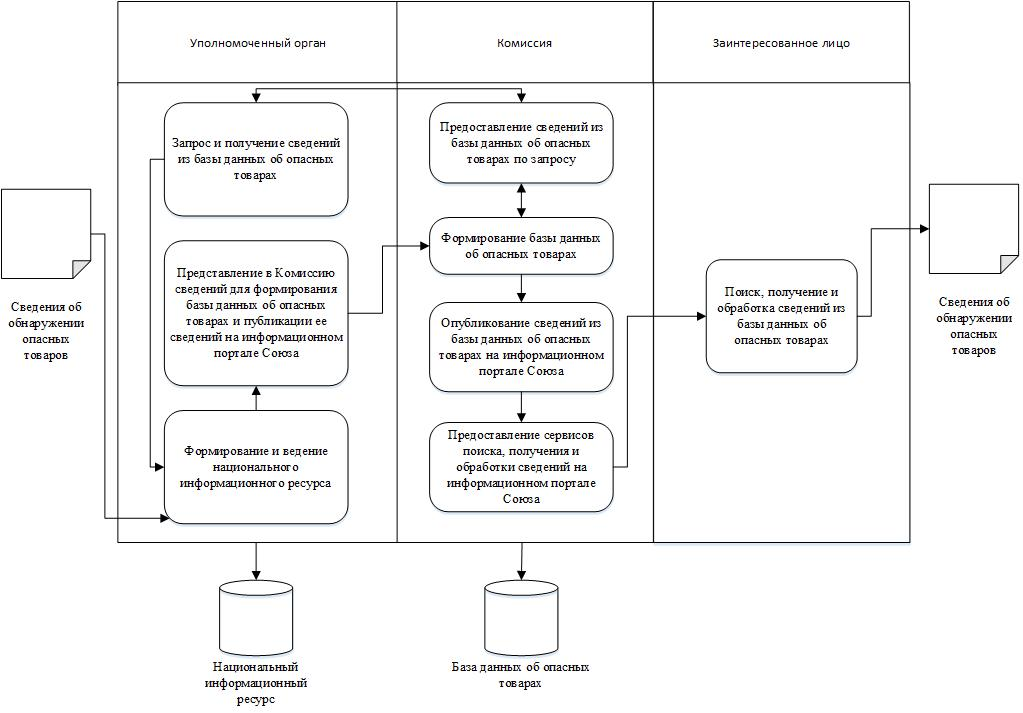 Уполномоченный орган
Комиссия
Заинтересованное лицо
Запрос и получение сведений
из базы данных об опасных
товарах
Представление в Комиссию
сведений для формирования
базы данных об опасных
товарах и публикации ее
сведений на информационном
портале Союза
Формирование и ведение
национального
информационного ресурса
Предоставление сведений из
базы данных об опасных
товарах по запросу
Формирование базы данных
об опасных товарах
Опубликование сведений из
базы данных об опасных
товарах на информационном
портале Союза
Предоставление сервисов
поиска, получения и
обработки сведений на
информационном портале
Союза
Поиск, получение и
обработка сведений из
базы данных об
опасных товарах
Сведения об
обнаружении
опасных
товаров
Сведения об
обнаружении
опасных
товаров
Национальный
информационный
ресурс
База данных об опасных
товарах